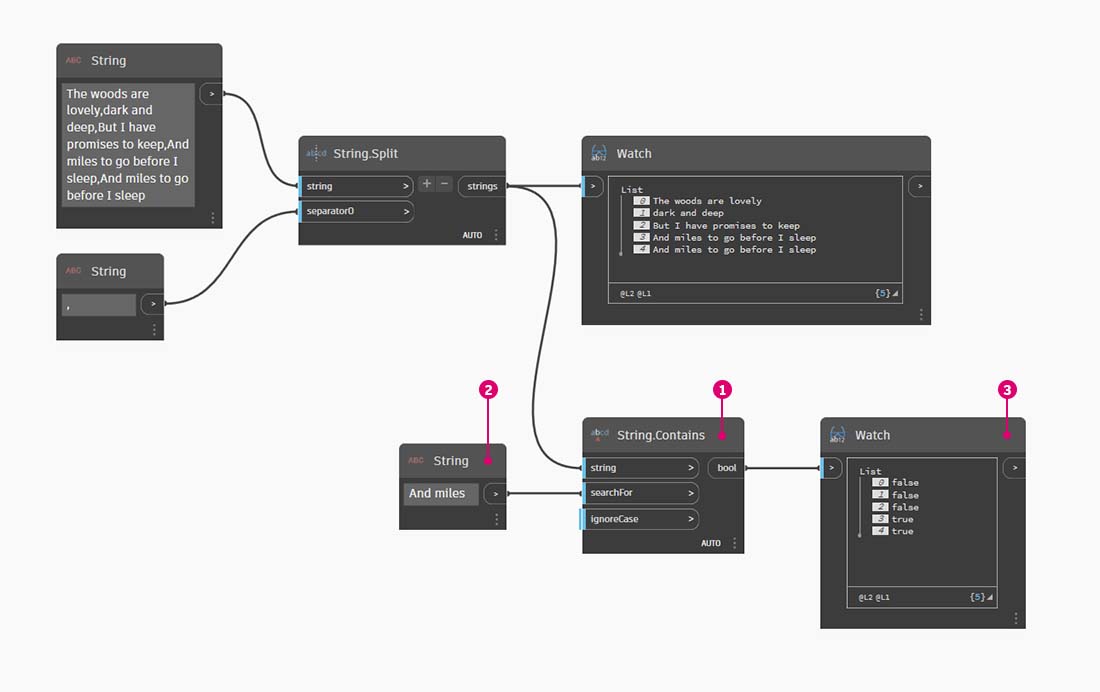 ABC String
The woods are
lovely,dark and
deep,But I have
promises to keep,And
miles to go before I
sleep,And miles to go
before I sleep
>
ABC String
,
>
abcd String.Split
string >
separator0 >
+ −
strings
AUTO
Watch
>
List
0 The woods are lovely
1 dark and deep
2 But I have promises to keep
3 And miles to go before I sleep
4 And miles to go before I sleep
@L2 @L1 {5}
>
2
ABC String
And miles
>
1
abcd String.Contains
string >
searchFor >
ignoreCase >
bool
AUTO
3
Watch
>
List
0 false
1 false
2 false
3 true
4 true
@L2 @L1 {5}
>